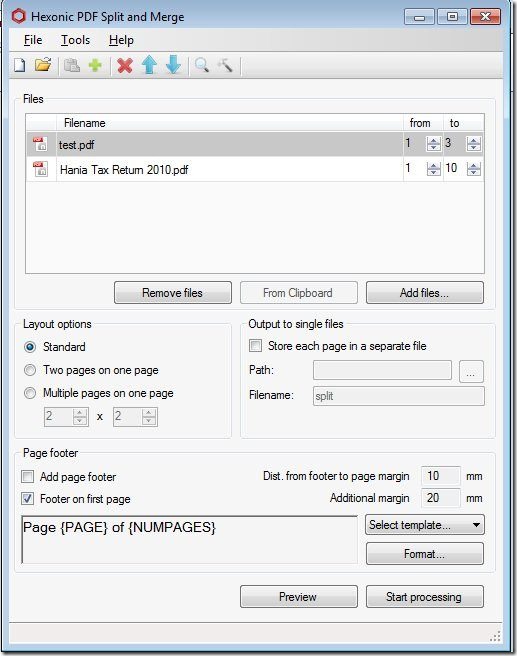 Hexonic PDF Split and Merge
File Tools Help
Files
Filename from to
test.pdf 1 3
Hania Tax Return 2010.pdf 1 10
Remove files From Clipboard Add files...
Layout options
Standard
Two pages on one page
Multiple pages on one page
2 x 2
Output to single files
Store each page in a separate file
Path: ...
Filename: split
Page footer
Add page footer Dist. from footer to page margin 10 mm
Footer on first page Additional margin 20 mm
Page {PAGE} of {NUMPAGES} Select template...
Format...
Preview Start processing